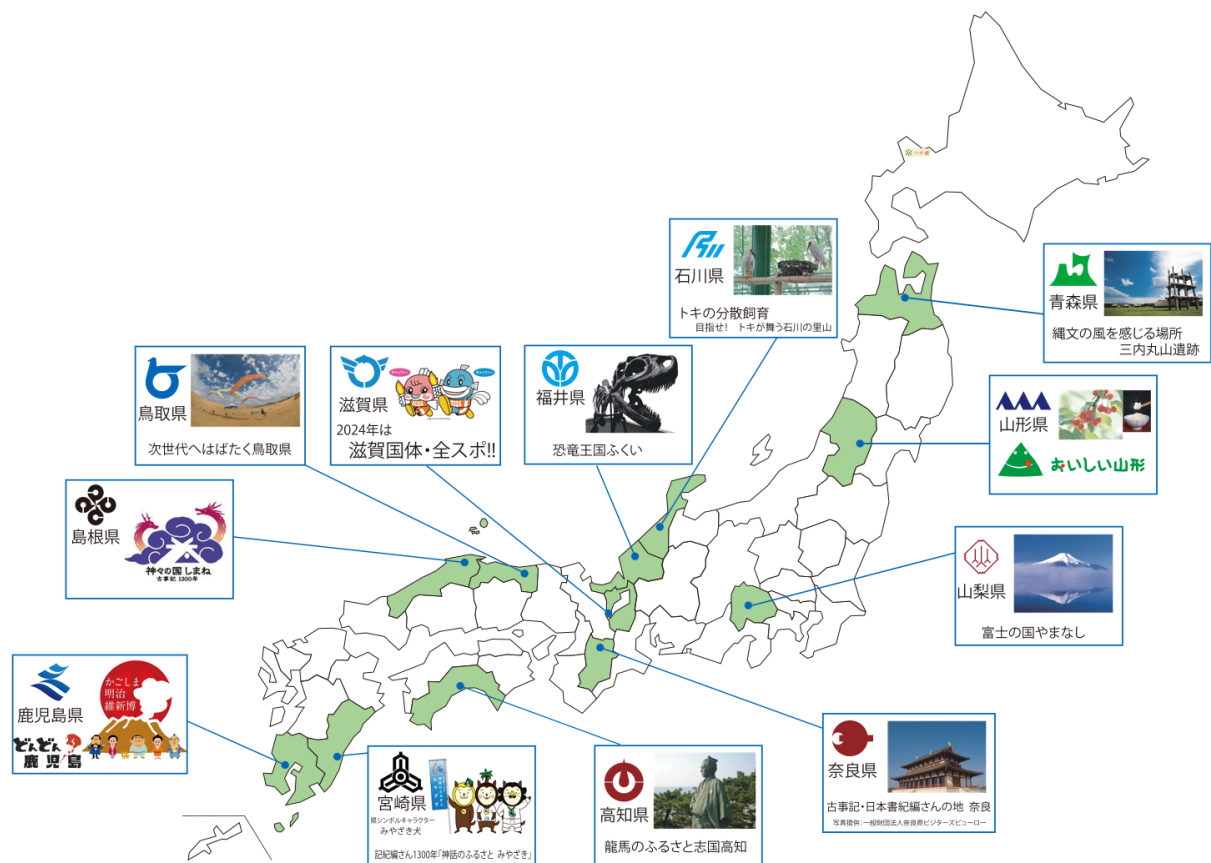 石川県
トキの分散飼育
目指せ! トキが舞う石川の里山
青森県
縄文の風を感じる場所
三内丸山遺跡
鳥取県
次世代へはばたく鳥取県
滋賀県
2024年は
滋賀国体・全スポ!!
福井県
恐竜王国ふくい
山形県
おいしい山形
島根県
神々の国しまね
古事記1300年
山梨県
富士の国やまなし
鹿児島県
かごしま
明治
維新博
どんどん
鹿児島
宮崎県
県シンボルキャラクター
みやざき犬
記紀編さん1300年「神話のふるさと みやざき」
高知県
龍馬のふるさと志国高知
奈良県
古事記・日本書紀編さんの地 奈良
写真提供:一般財団法人奈良県ビジターズビューロー